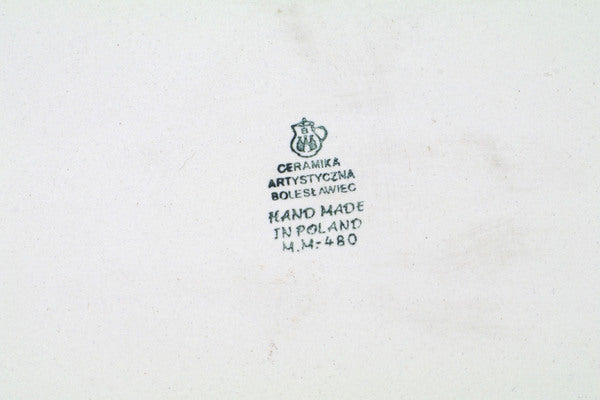 CERAMIKA
ARTYSTYCZNA
BOLESŁAWIEC
HAND MADE
IN POLAND
M.M-480